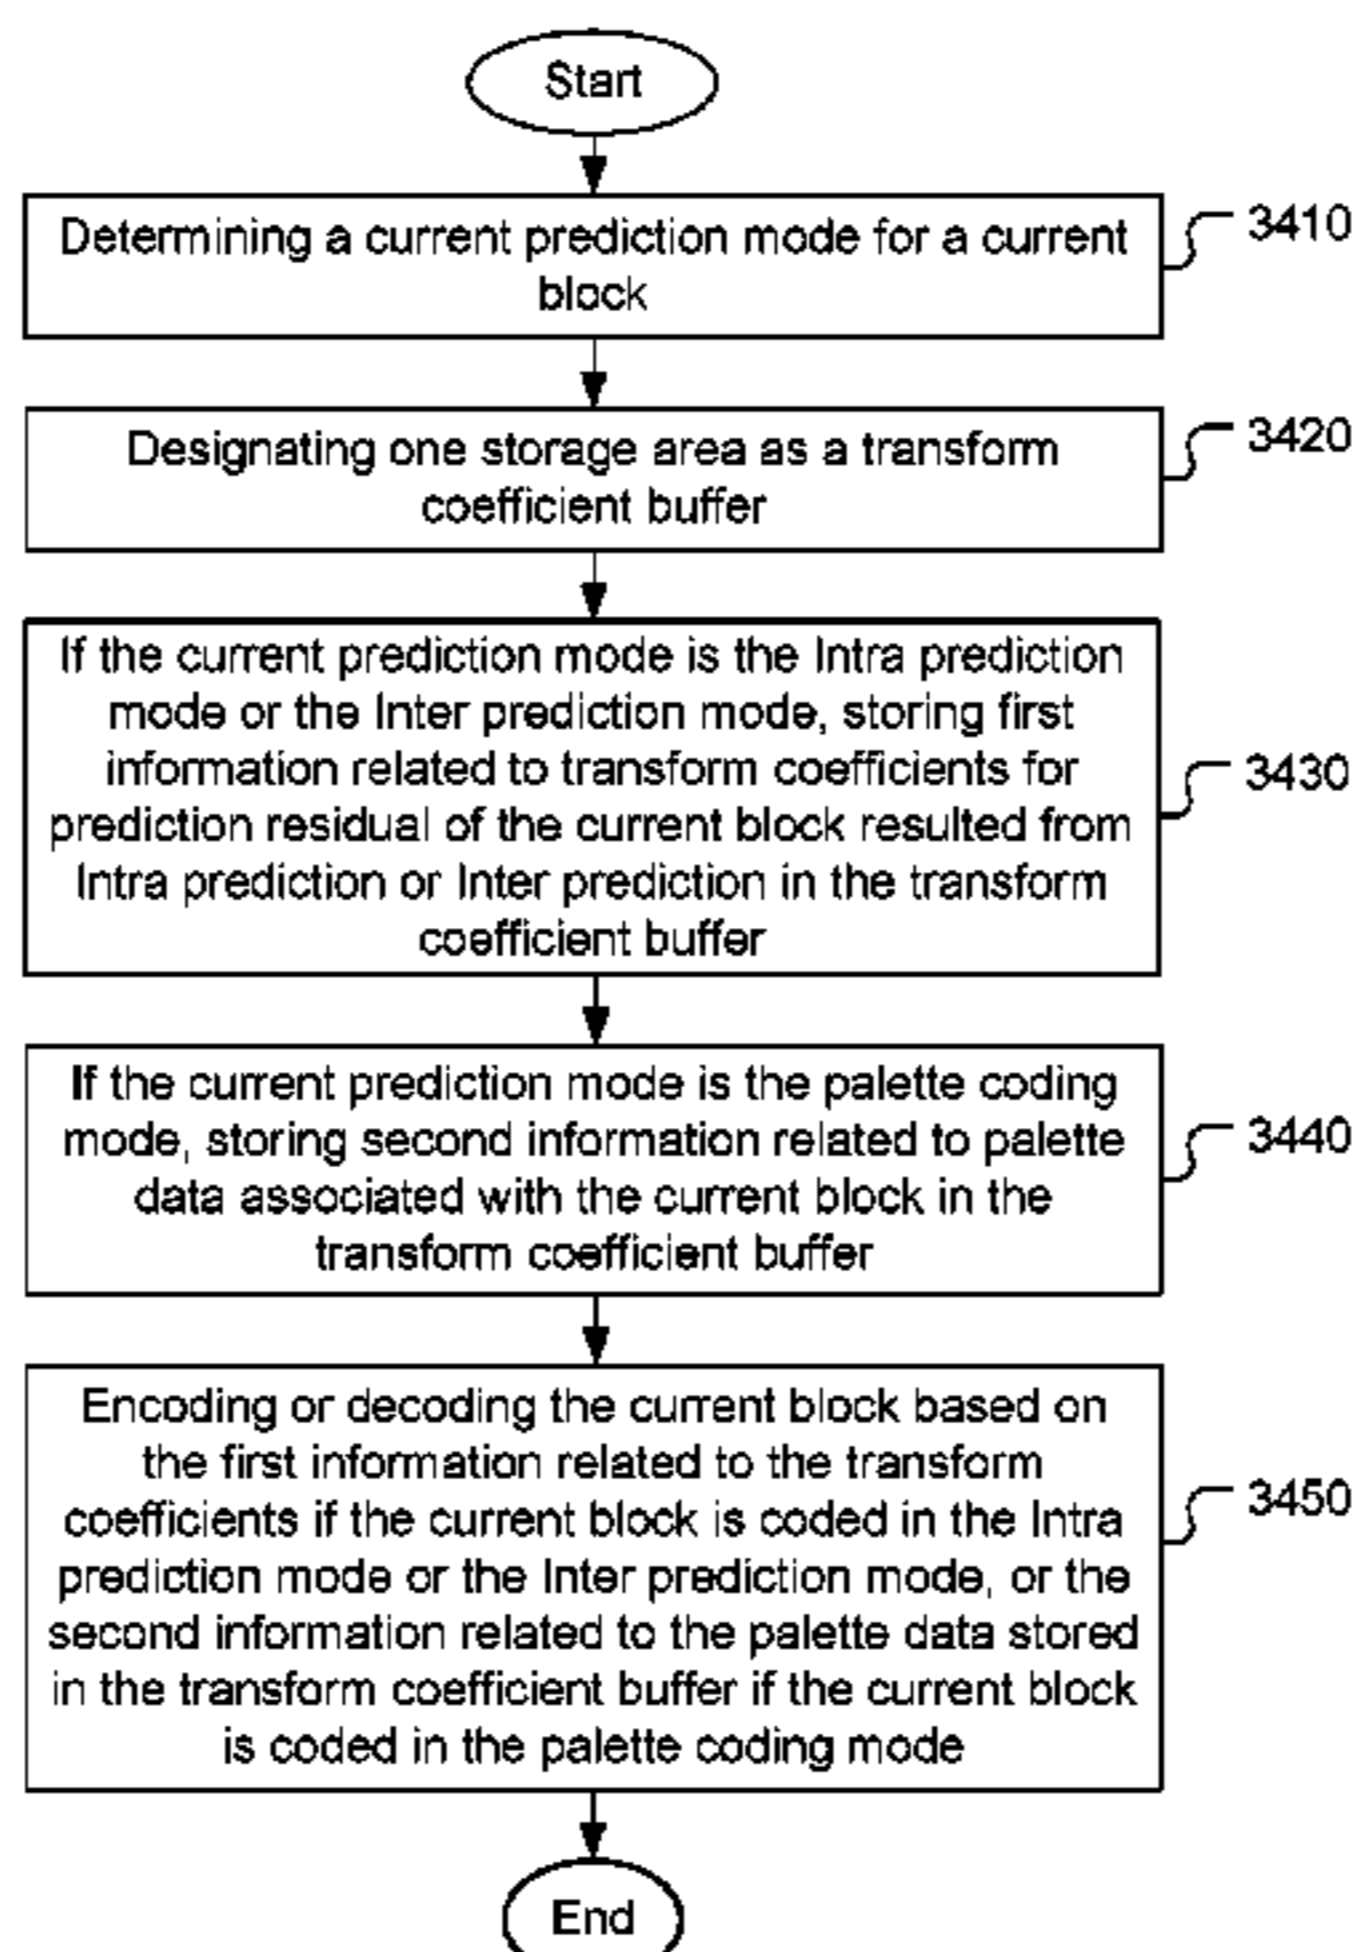 Start
Determining a current prediction mode for a current
block
3410
Designating one storage area as a transform
coefficient buffer
3420
If the current prediction mode is the Intra prediction
mode or the Inter prediction mode, storing first
information related to transform coefficients for
prediction residual of the current block resulted from
Intra prediction or Inter prediction in the transform
coefficient buffer
3430
If the current prediction mode is the palette coding
mode, storing second information related to palette
data associated with the current block in the
transform coefficient buffer
3440
Encoding or decoding the current block based on
the first information related to the transform
coefficients if the current block is coded in the Intra
prediction mode or the Inter prediction mode, or the
second information related to the palette data stored
in the transform coefficient buffer if the current block
is coded in the palette coding mode
3450
End